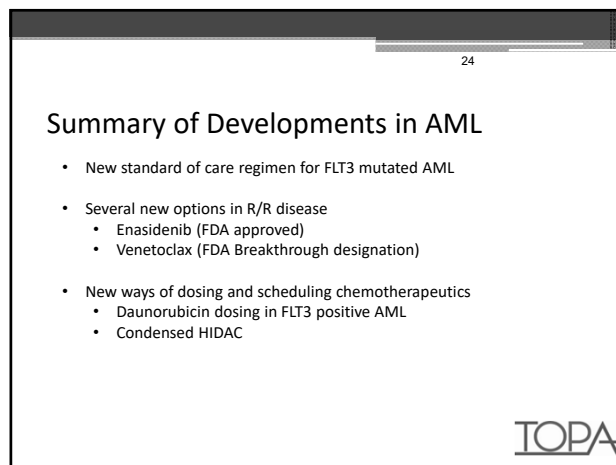 24
Summary of Developments in AML
• New standard of care regimen for FLT3 mutated AML
• Several new options in R/R disease
• Enasidenib (FDA approved)
• Venetoclax (FDA Breakthrough designation)
• New ways of dosing and scheduling chemotherapeutics
• Daunorubicin dosing in FLT3 positive AML
• Condensed HIDAC
TOPA